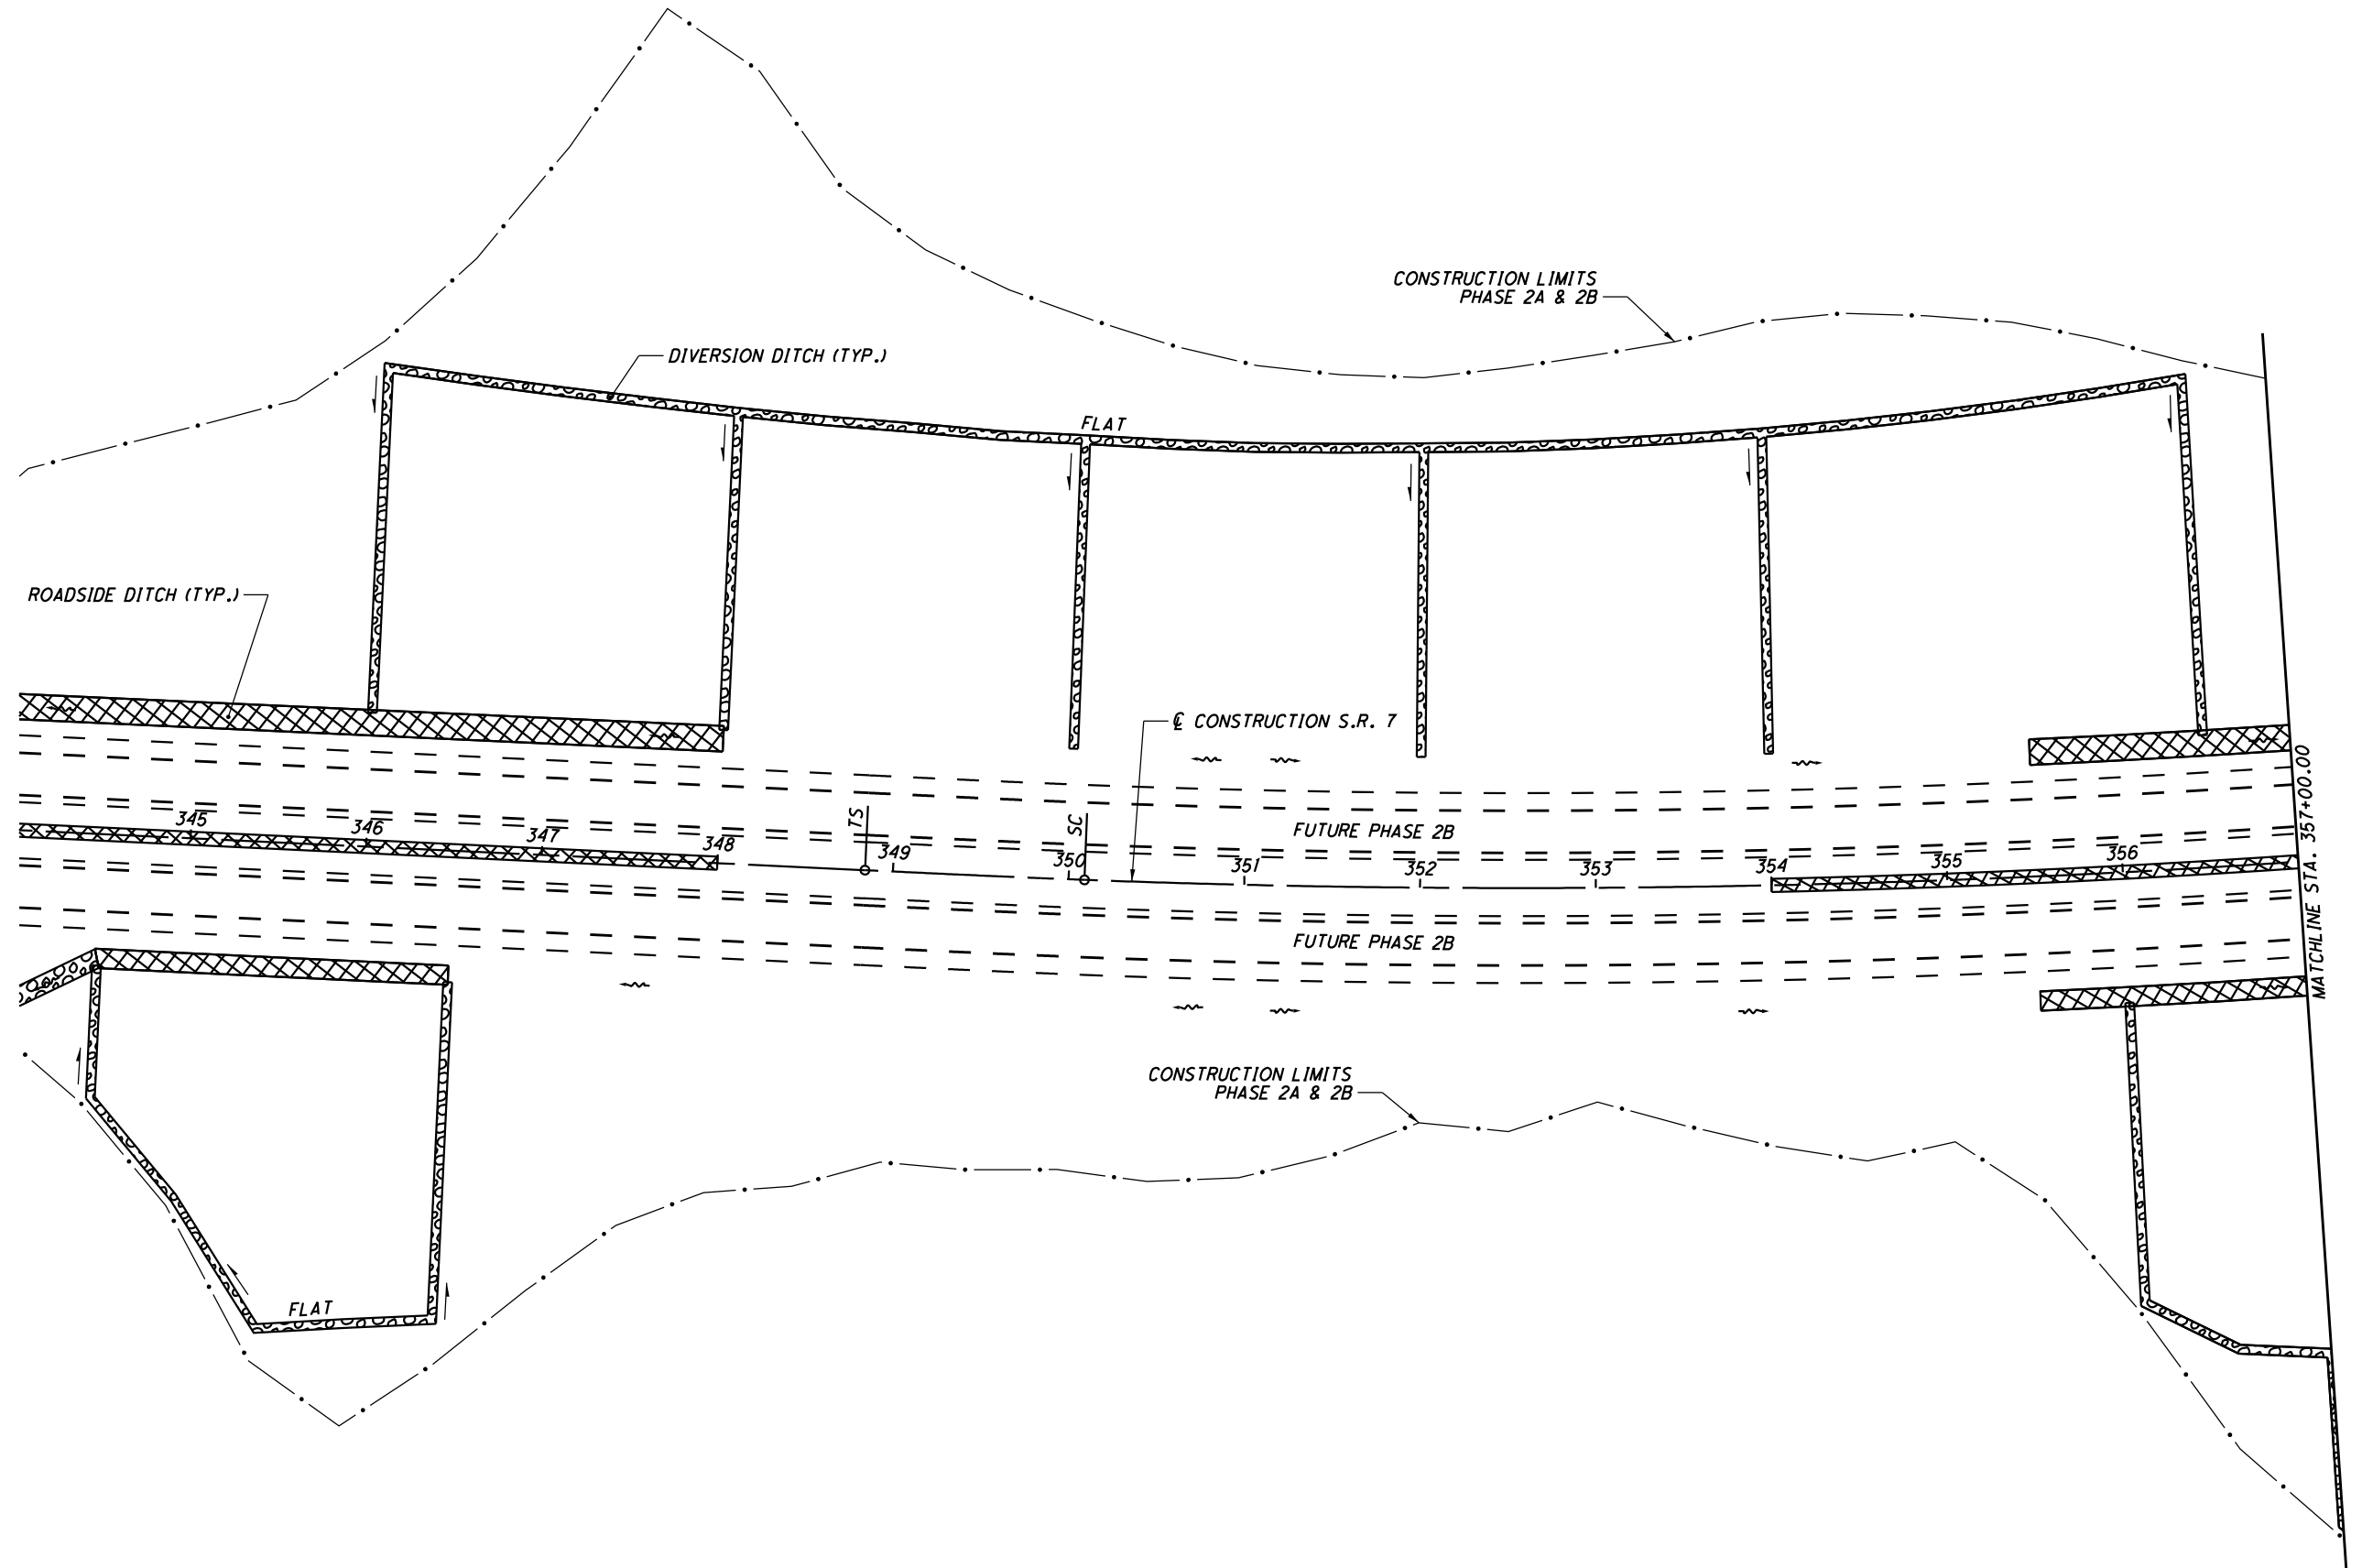 CONSTRUCTION LIMITS
PHASE 2A & 2B
DIVERSION DITCH (TYP.)
FLAT
ROADSIDE DITCH (TYP.)
℄ CONSTRUCTION S.R. 7
MATCHLINE STA. 357+00.00
TS
SC
FUTURE PHASE 2B
345
346
347
348
349
350
351
352
353
354
355
356
FUTURE PHASE 2B
CONSTRUCTION LIMITS
PHASE 2A & 2B
FLAT